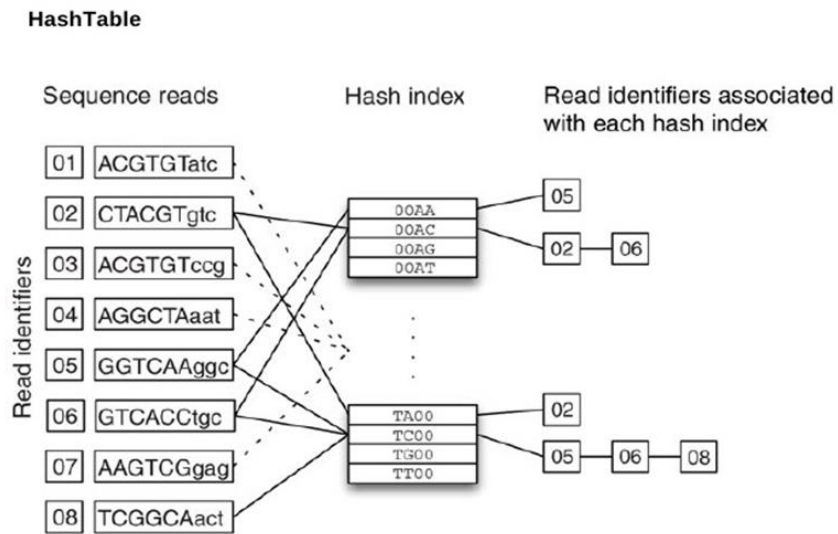 HashTable
Sequence reads
Hash index
Read identifiers associated
with each hash index
Read identifiers
01 ACGTGTatc
02 CTACGTgtc
03 ACGTGTccg
04 AGGCTAaat
05 GGTCAAggc
06 GTCACCtgc
07 AAGTCGgag
08 TCGGCAact
00AA
00AC
00AG
00AT
TA00
TC00
TG00
TT00
05
02 06
02
05 06 08